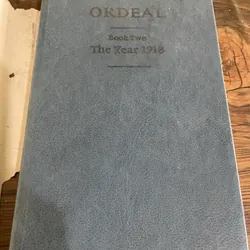 ORDEAL
Book Two
The Year 1918